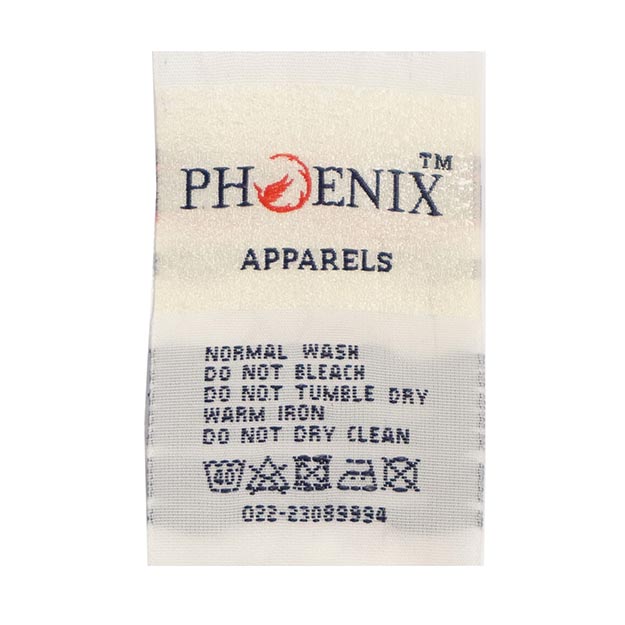 PHOENIX™
APPARELS
NORMAL WASH
DO NOT BLEACH
DO NOT TUMBLE DRY
WARM IRON
DO NOT DRY CLEAN
40
022-23089994